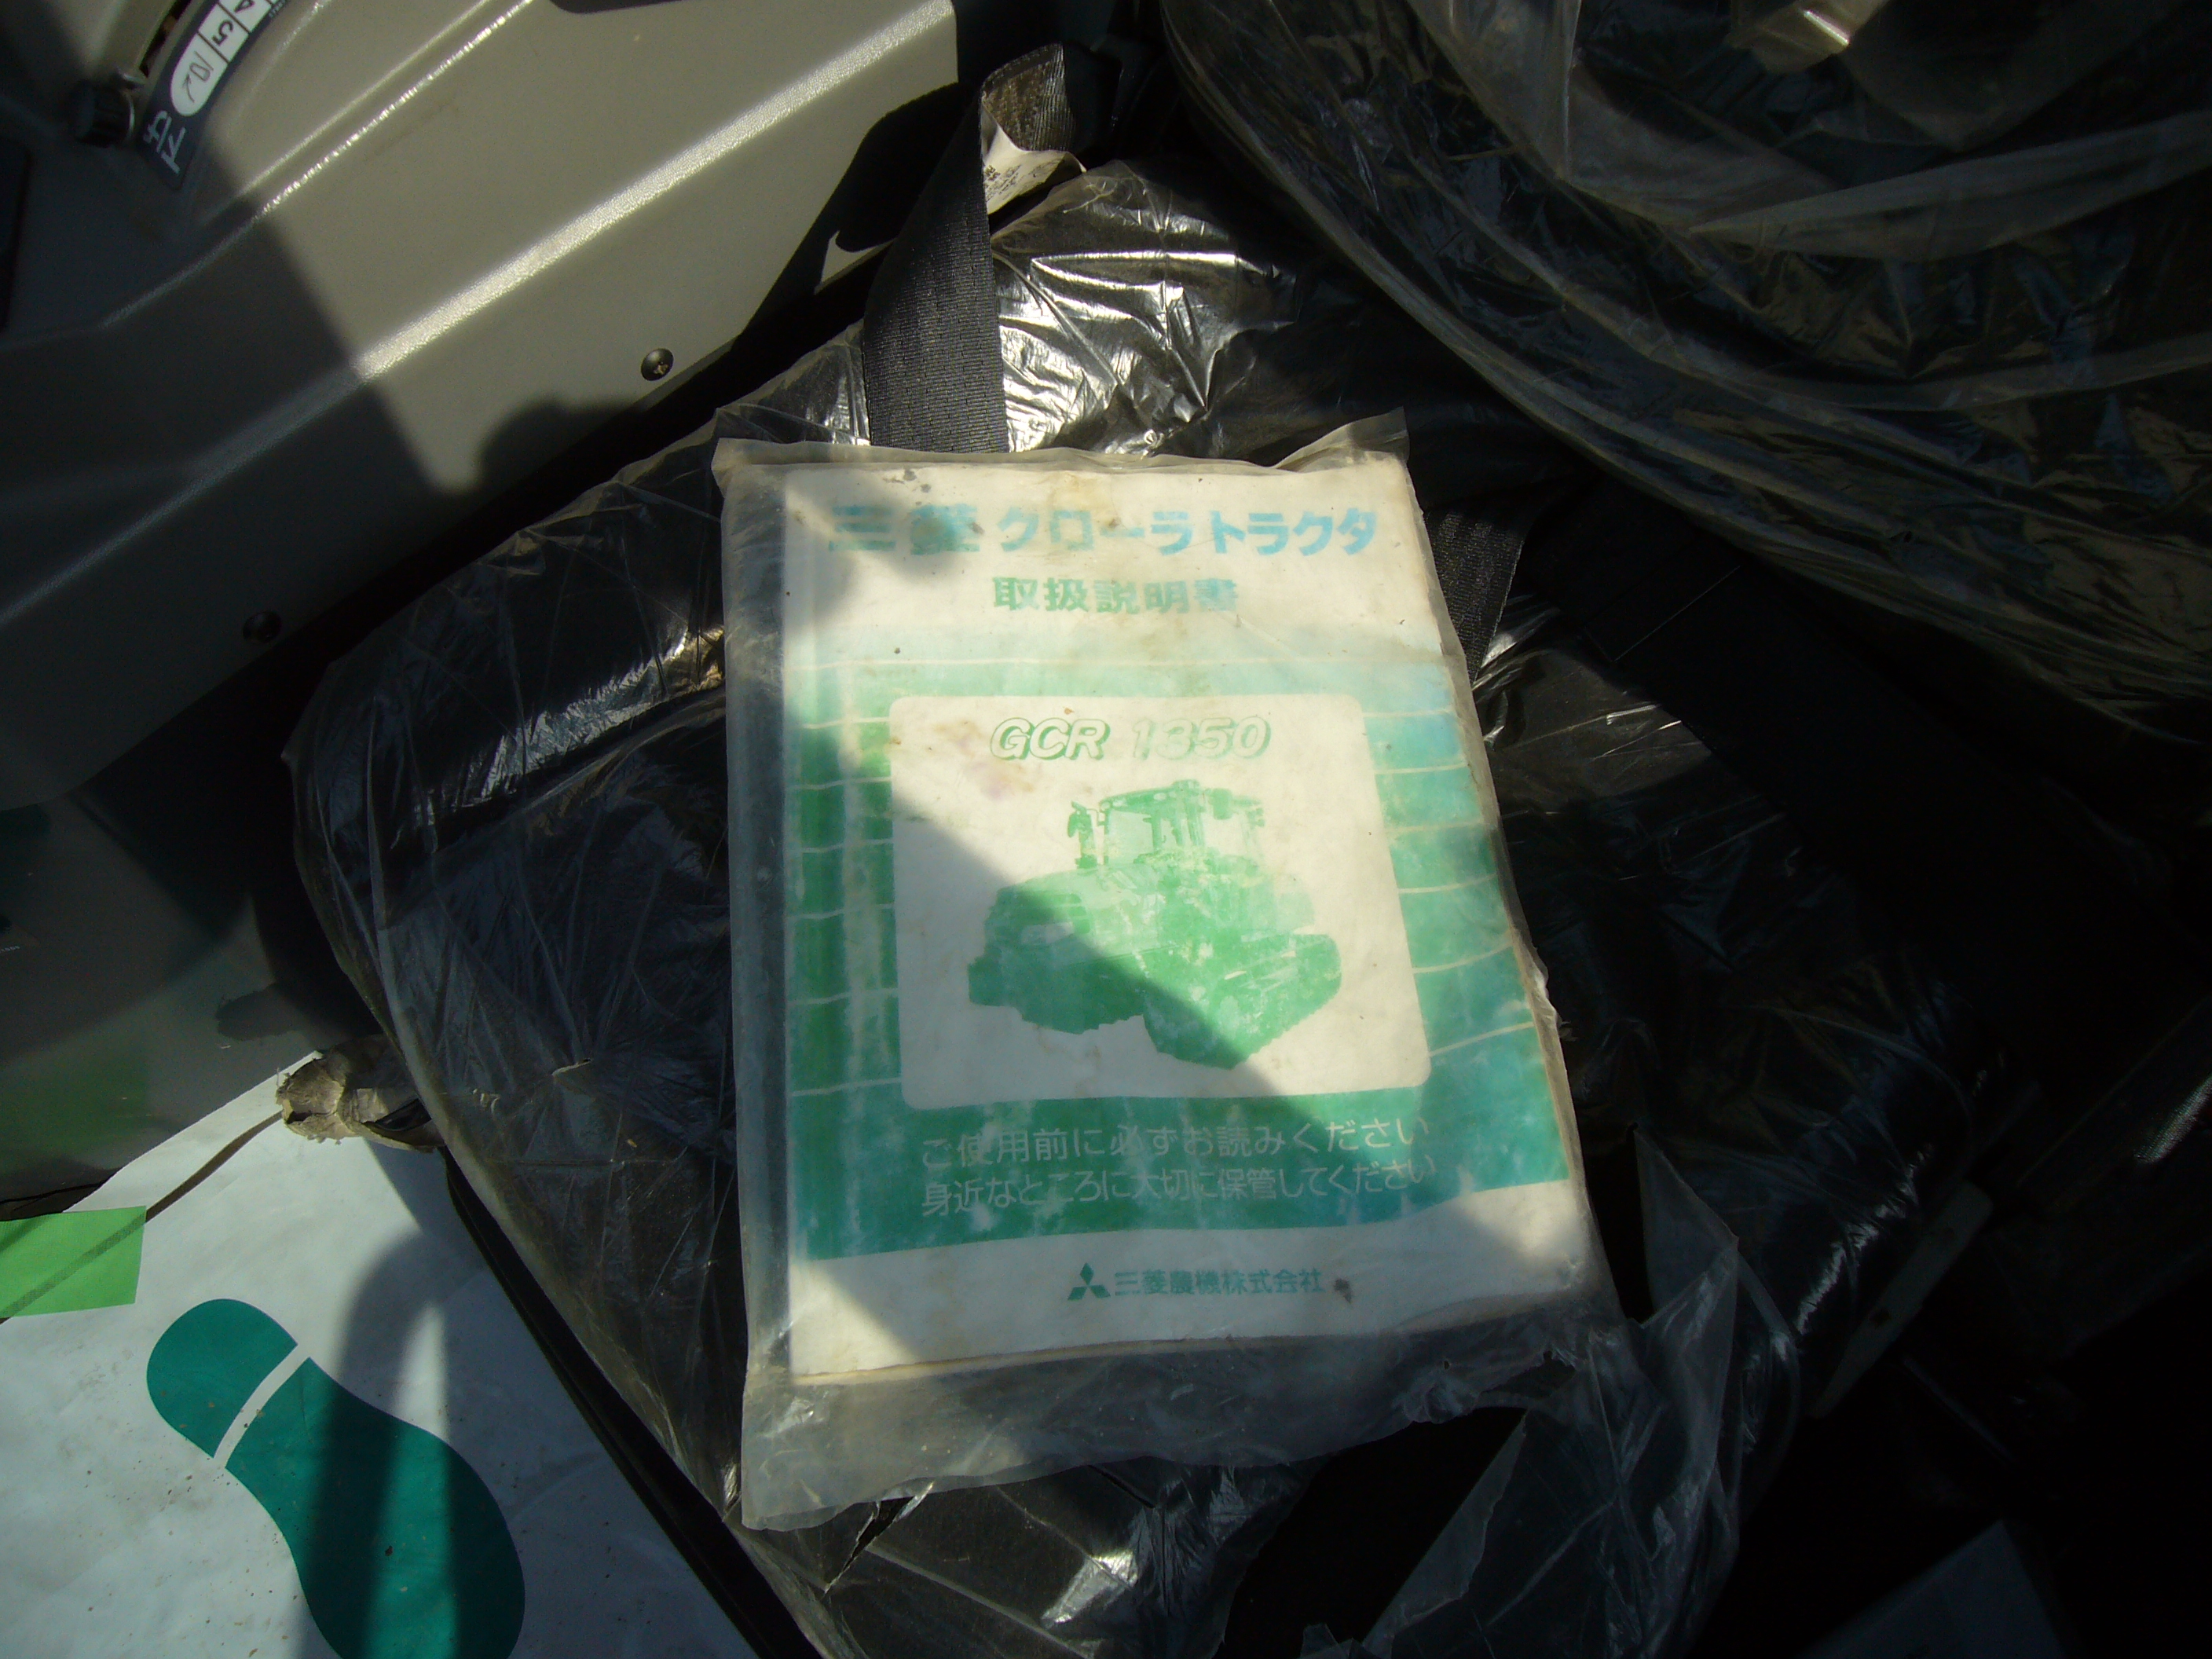 下げ
三菱 クローラトラクタ
取扱説明書
GCR 1350
ご使用前に必ずお読みください
身近なところに大切に保管してください
三菱農機株式会社